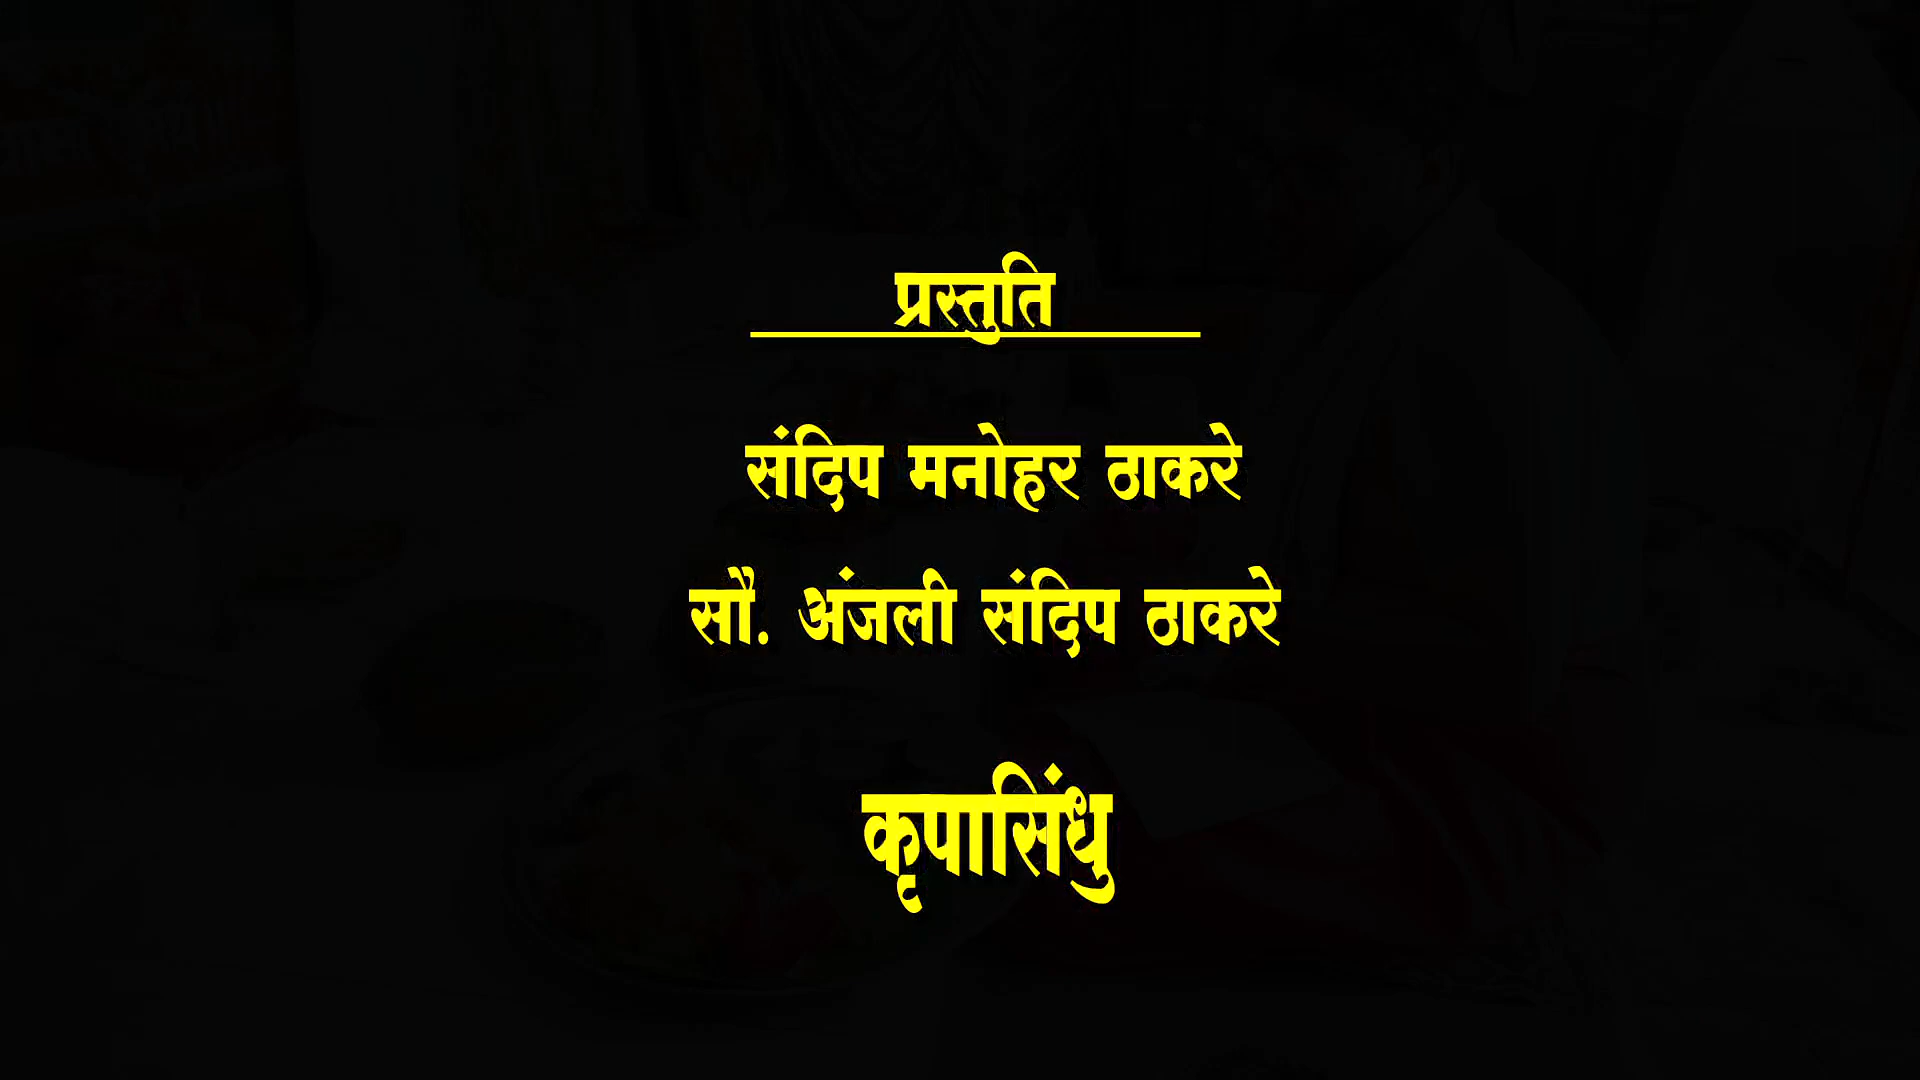 प्रस्तुति
संदिप मनोहर ठाकरे
सौ. अंजली संदिप ठाकरे
कृपासिंधु